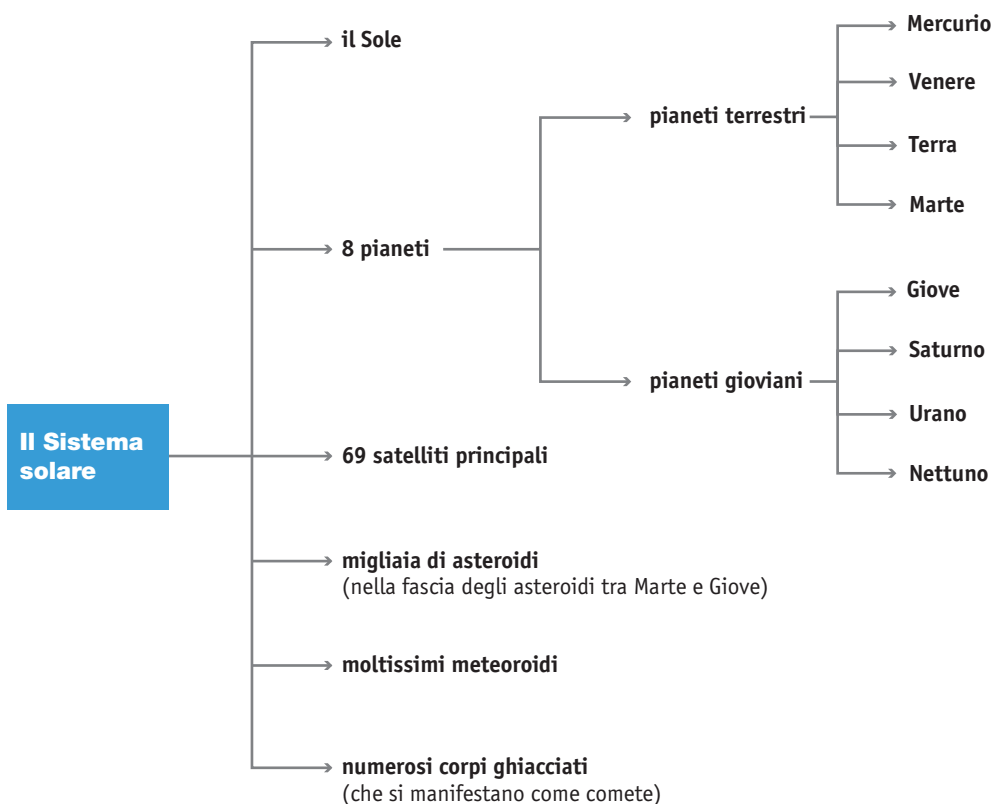 Il Sistema
solare
il Sole
8 pianeti
pianeti terrestri
Mercurio
Venere
Terra
Marte
pianeti gioviani
Giove
Saturno
Urano
Nettuno
69 satelliti principali
migliaia di asteroidi
(nella fascia degli asteroidi tra Marte e Giove)
moltissimi meteoroidi
numerosi corpi ghiacciati
(che si manifestano come comete)